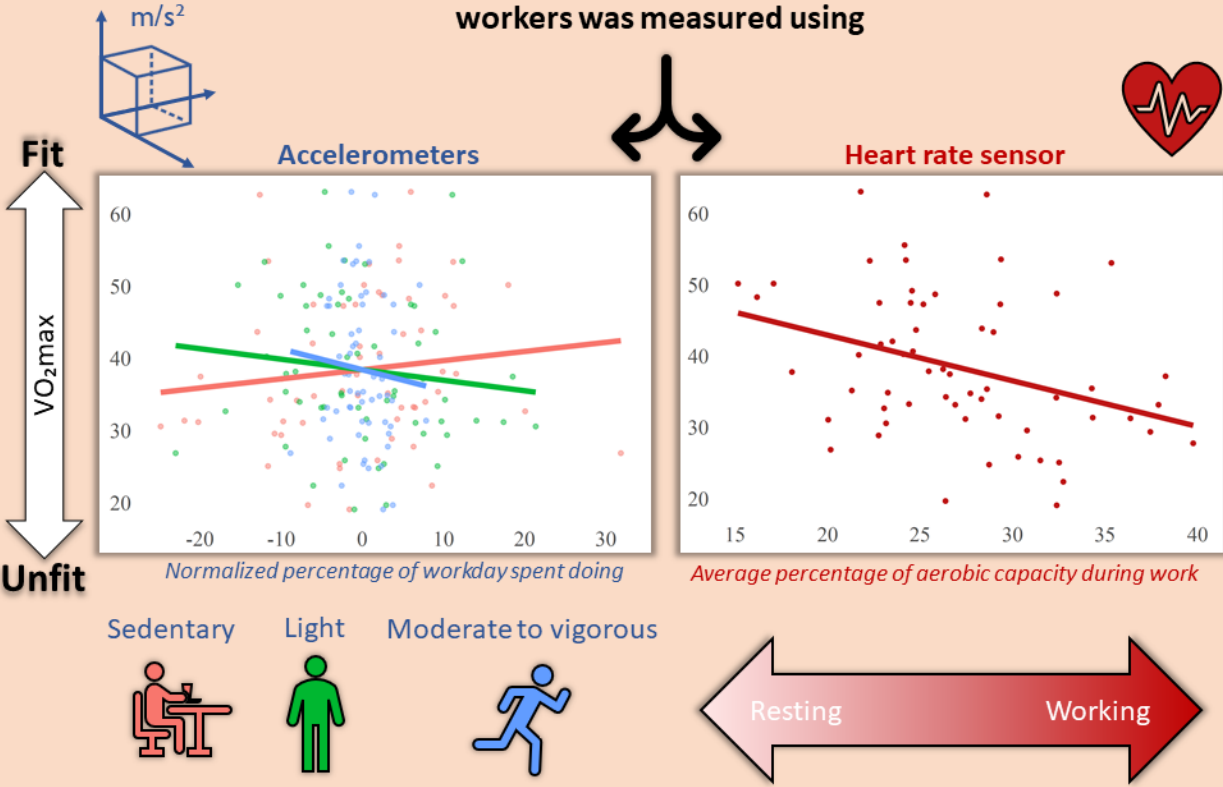 m/s²
workers was measured using
Fit
Accelerometers
Heart rate sensor
60
50
40
30
20
-20 -10 0 10 20 30
60
50
40
30
20
15 20 25 30 35 40
VO₂max
Unfit
Normalized percentage of workday spent doing
Average percentage of aerobic capacity during work
Sedentary
Light
Moderate to vigorous
Resting
Working